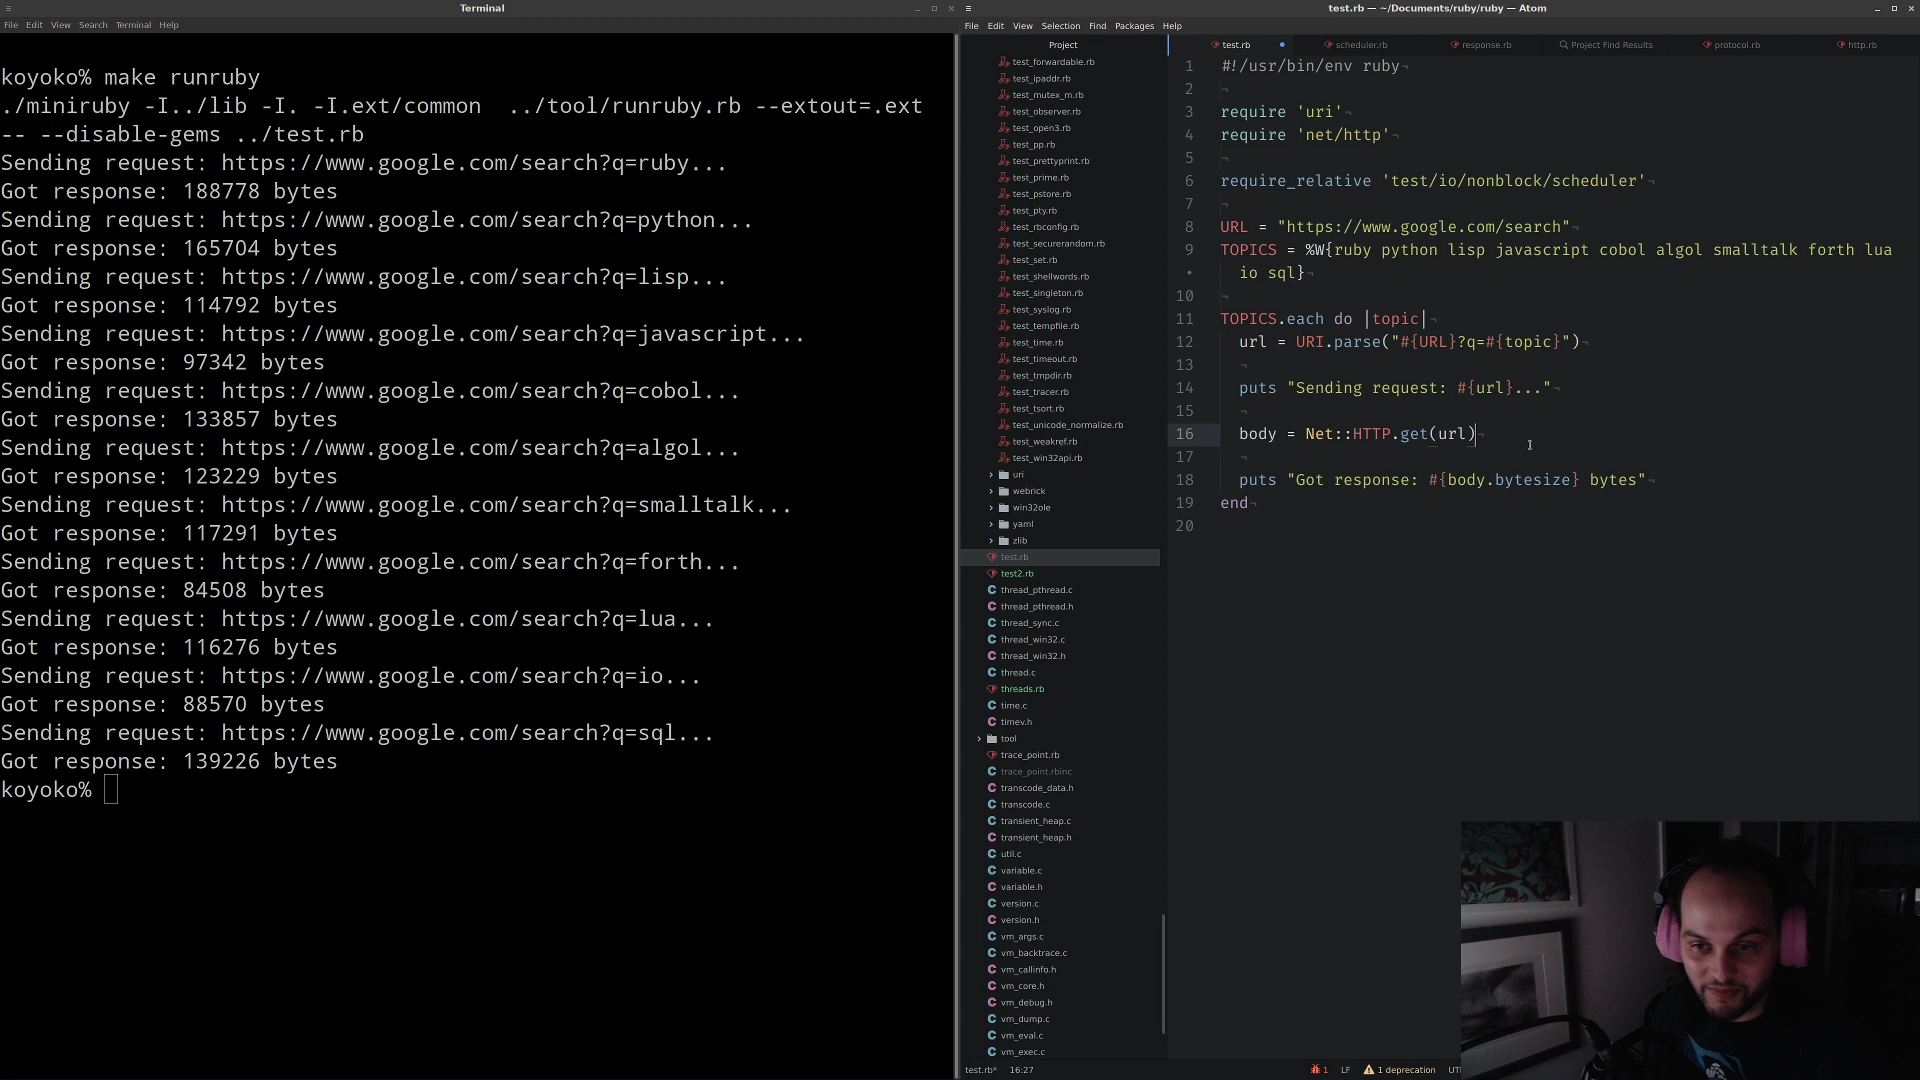 Terminal
File Edit View Search Terminal Help
koyoko% make runruby
./miniruby -I../lib -I. -I.ext/common  ../tool/runruby.rb --extout=.ext
-- --disable-gems ../test.rb
Sending request: https://www.google.com/search?q=ruby...
Got response: 188778 bytes
Sending request: https://www.google.com/search?q=python...
Got response: 165704 bytes
Sending request: https://www.google.com/search?q=lisp...
Got response: 114792 bytes
Sending request: https://www.google.com/search?q=javascript...
Got response: 97342 bytes
Sending request: https://www.google.com/search?q=cobol...
Got response: 133857 bytes
Sending request: https://www.google.com/search?q=algol...
Got response: 123229 bytes
Sending request: https://www.google.com/search?q=smalltalk...
Got response: 117291 bytes
Sending request: https://www.google.com/search?q=forth...
Got response: 84508 bytes
Sending request: https://www.google.com/search?q=lua...
Got response: 116276 bytes
Sending request: https://www.google.com/search?q=io...
Got response: 88570 bytes
Sending request: https://www.google.com/search?q=sql...
Got response: 139226 bytes
koyoko%
test.rb — ~/Documents/ruby/ruby — Atom
File Edit View Selection Find Packages Help
Project
test_forwardable.rb
test_ipaddr.rb
test_mutex_m.rb
test_observer.rb
test_open3.rb
test_pp.rb
test_prettyprint.rb
test_prime.rb
test_pstore.rb
test_pty.rb
test_rbconfig.rb
test_securerandom.rb
test_set.rb
test_shellwords.rb
test_singleton.rb
test_syslog.rb
test_tempfile.rb
test_time.rb
test_timeout.rb
test_tmpdir.rb
test_tracer.rb
test_tsort.rb
test_unicode_normalize.rb
test_weakref.rb
test_win32api.rb
uri
webrick
win32ole
yaml
zlib
test.rb
test2.rb
thread_pthread.c
thread_pthread.h
thread_sync.c
thread_win32.c
thread_win32.h
thread.c
threads.rb
time.c
timev.h
tool
trace_point.rb
trace_point.rbinc
transcode_data.h
transcode.c
transient_heap.c
transient_heap.h
util.c
variable.c
variable.h
version.c
version.h
vm_args.c
vm_backtrace.c
vm_callinfo.h
vm_core.h
vm_debug.h
vm_dump.c
vm_eval.c
vm_exec.c
test.rb scheduler.rb response.rb Project Find Results protocol.rb http.rb
1 #!/usr/bin/env ruby
2
3 require 'uri'
4 require 'net/http'
5
6 require_relative 'test/io/nonblock/scheduler'
7
8 URL = "https://www.google.com/search"
9 TOPICS = %W{ruby python lisp javascript cobol algol smalltalk forth lua
• io sql}
10
11 TOPICS.each do |topic|
12 url = URI.parse("#{URL}?q=#{topic}")
13
14 puts "Sending request: #{url}..."
15
16 body = Net::HTTP.get(url)
17
18 puts "Got response: #{body.bytesize} bytes"
19 end
20
test.rb* 16:27 1 LF 1 deprecation